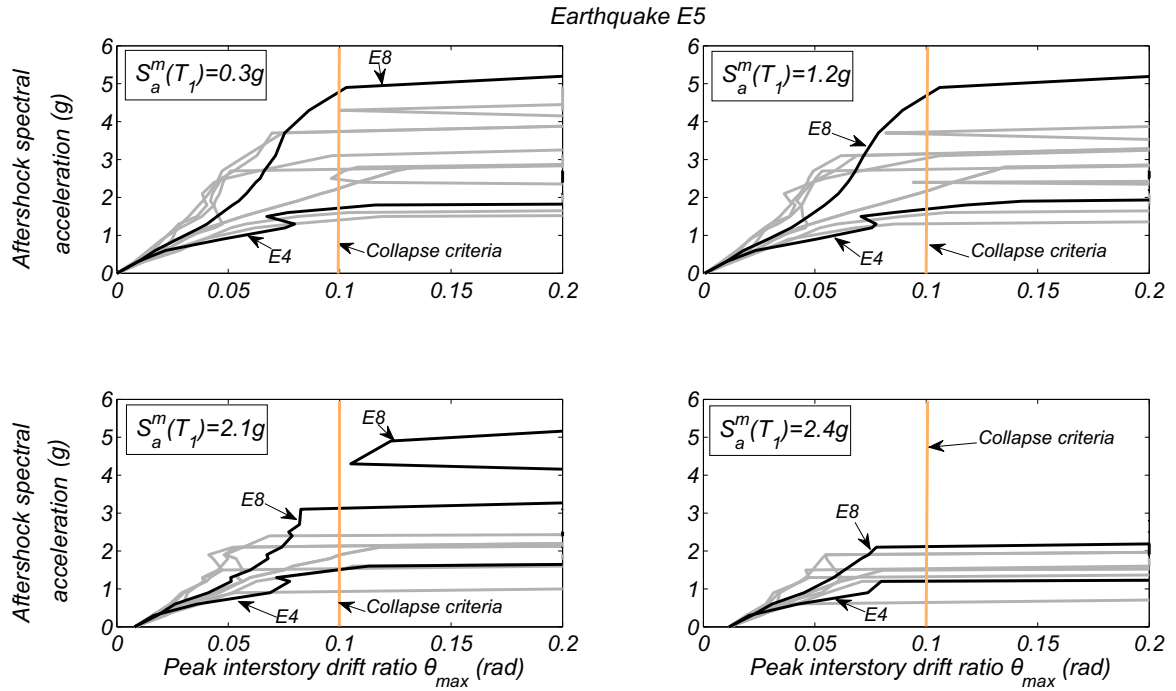 Earthquake E5
Aftershock spectral
acceleration (g)
6
5
4
3
2
1
0
S_a^m(T_1)=0.3g
E8
E4
Collapse criteria
0 0.05 0.1 0.15 0.2
6
5
4
3
2
1
0
S_a^m(T_1)=1.2g
E8
E4
Collapse criteria
0 0.05 0.1 0.15 0.2
Aftershock spectral
acceleration (g)
6
5
4
3
2
1
0
S_a^m(T_1)=2.1g
E8
E8
E4
Collapse criteria
0 0.05 0.1 0.15 0.2
Peak interstory drift ratio θ_max (rad)
6
5
4
3
2
1
0
S_a^m(T_1)=2.4g
Collapse criteria
E8
E4
0 0.05 0.1 0.15 0.2
Peak interstory drift ratio θ_max (rad)